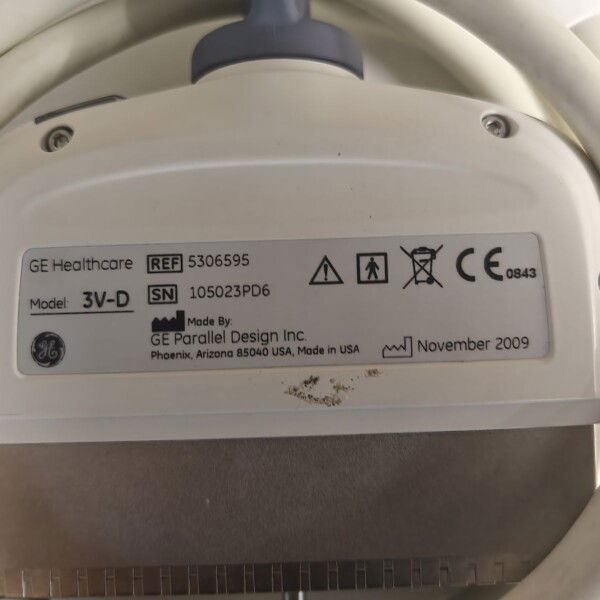 GE Healthcare
REF 5306595
Model: 3V-D
SN 105023PD6
Made By:
GE Parallel Design Inc.
Phoenix, Arizona 85040 USA, Made in USA
November 2009
CE 0843
GE